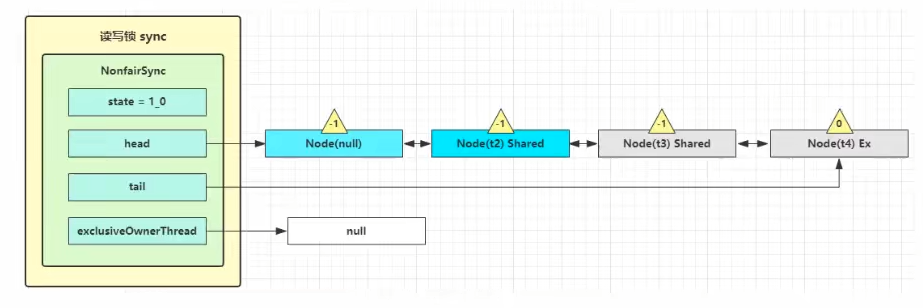 读写锁 sync
NonfairSync
state = 1_0
head
tail
exclusiveOwnerThread
-1
Node(null)
-1
Node(t2) Shared
-1
Node(t3) Shared
0
Node(t4) Ex
null